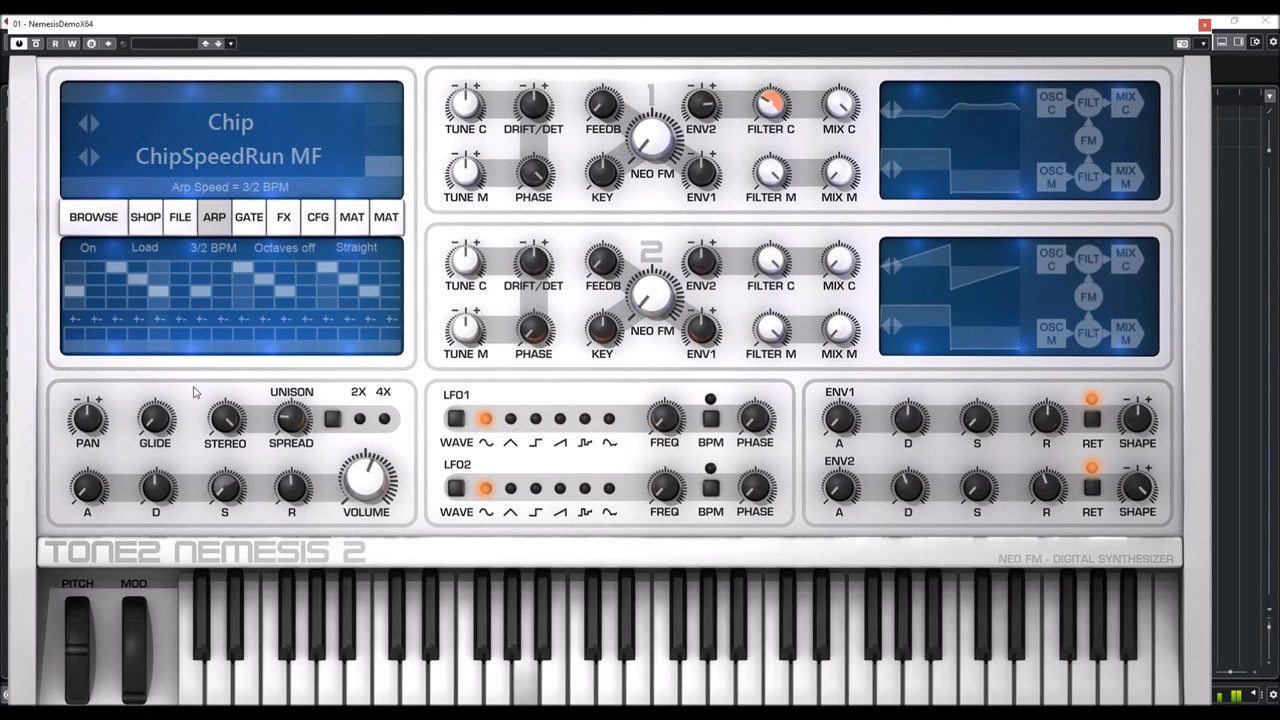 01 - NemesisDemoX64
R W
Chip
ChipSpeedRun MF
Arp Speed = 3/2 BPM
BROWSE SHOP FILE ARP GATE FX CFG MAT MAT
On Load 3/2 BPM Octaves off Straight
1
TUNE C DRIFT/DET FEEDB ENV2 FILTER C MIX C
NEO FM
TUNE M PHASE KEY ENV1 FILTER M MIX M
OSC C FILT MIX C
FM
OSC M FILT MIX M
2
TUNE C DRIFT/DET FEEDB ENV2 FILTER C MIX C
NEO FM
TUNE M PHASE KEY ENV1 FILTER M MIX M
OSC C FILT MIX C
FM
OSC M FILT MIX M
UNISON 2X 4X
PAN GLIDE STEREO SPREAD
A D S R VOLUME
LFO1
WAVE FREQ BPM PHASE
LFO2
WAVE FREQ BPM PHASE
ENV1
A D S R RET SHAPE
ENV2
A D S R RET SHAPE
TONE2 NEMESIS 2
NEO FM - DIGITAL SYNTHESIZER
PITCH MOD